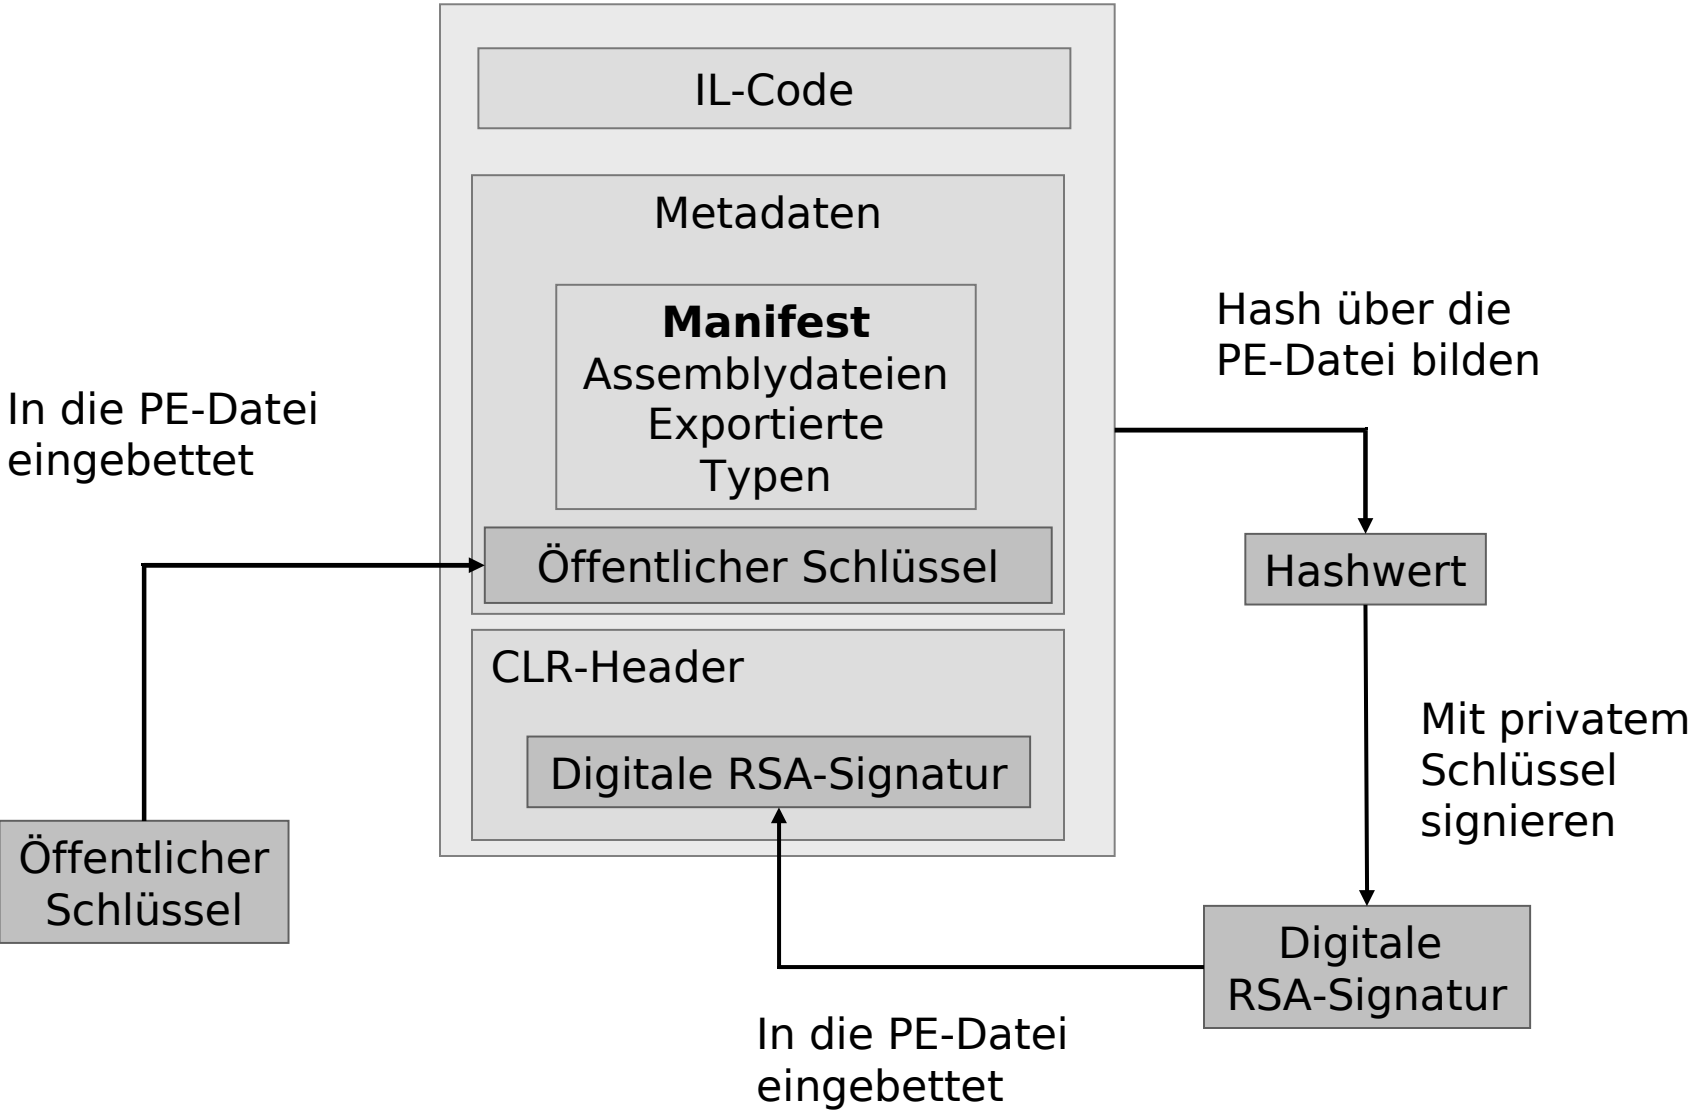 IL-Code
Metadaten
Manifest
Assemblydateien
Exportierte
Typen
Öffentlicher Schlüssel
CLR-Header
Digitale RSA-Signatur
In die PE-Datei
eingebettet
Öffentlicher
Schlüssel
Hash über die
PE-Datei bilden
Hashwert
Mit privatem
Schlüssel
signieren
Digitale
RSA-Signatur
In die PE-Datei
eingebettet